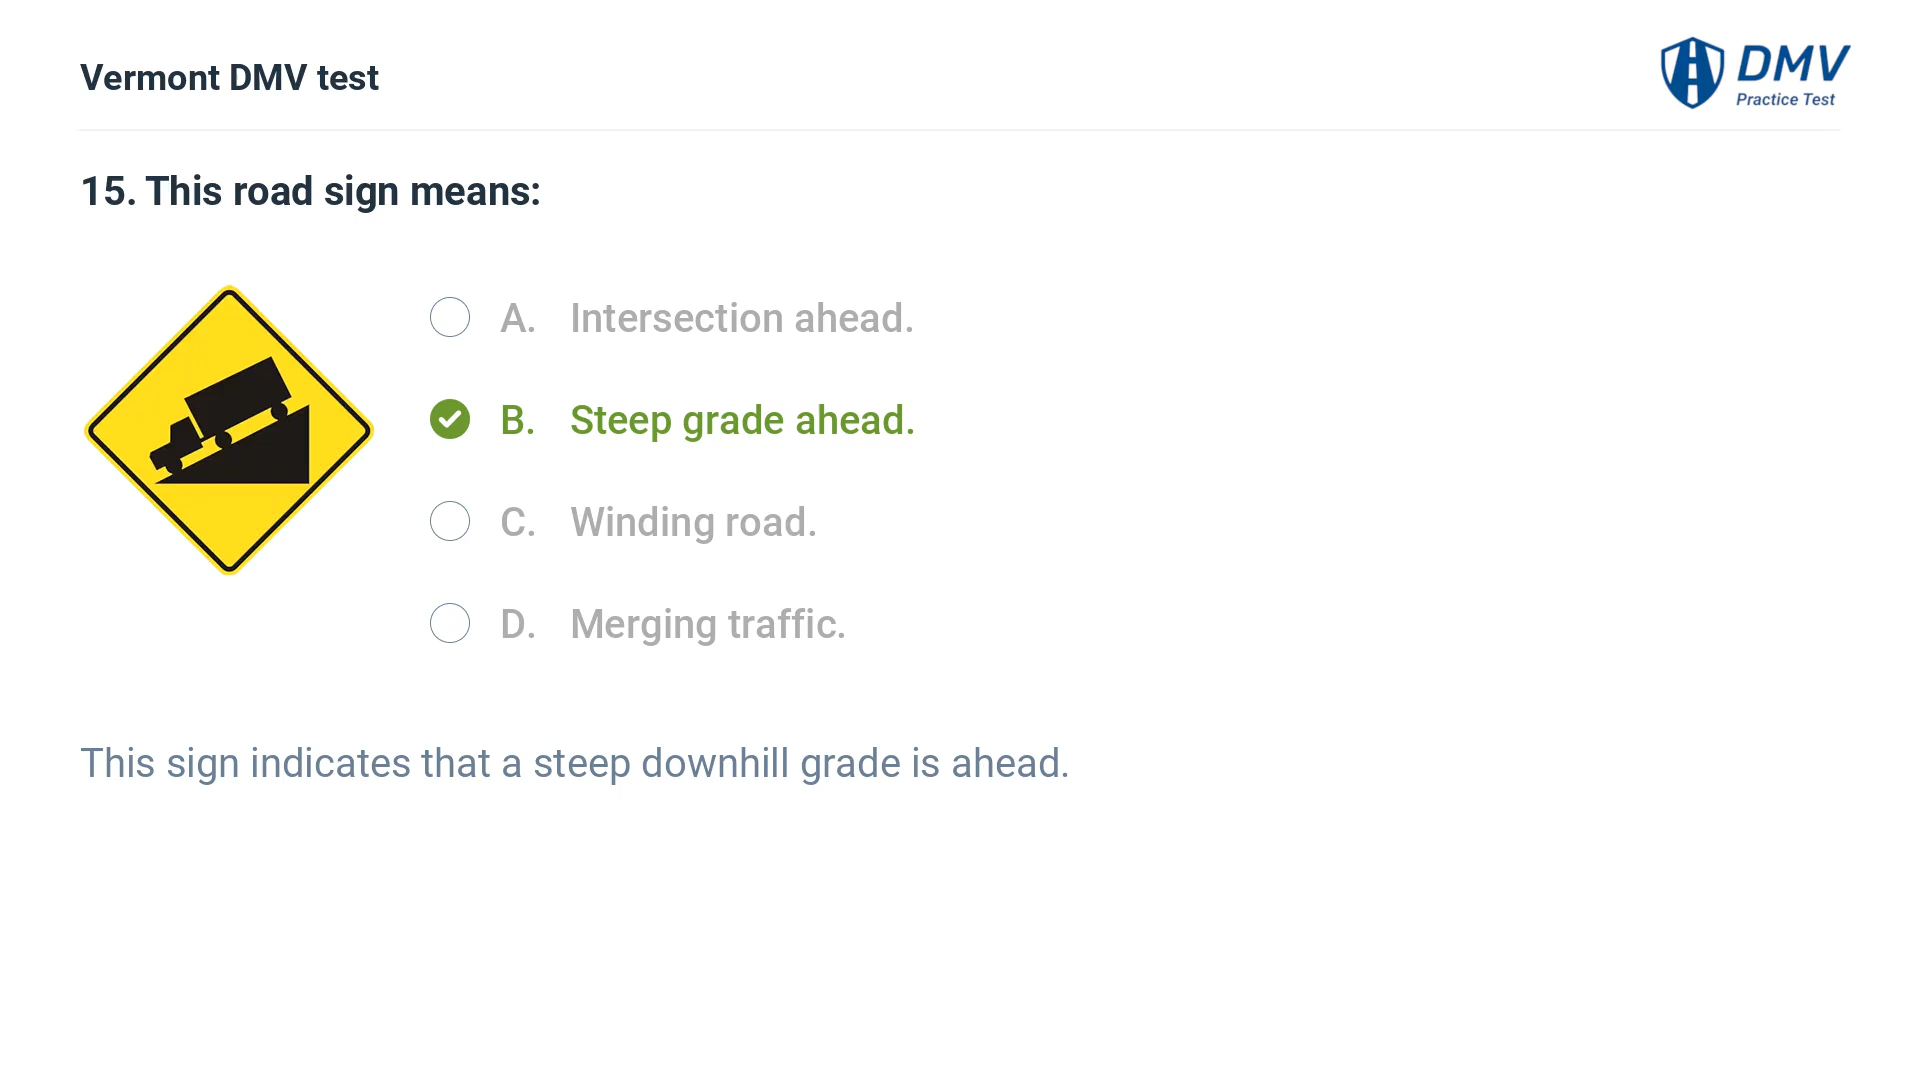 Vermont DMV test
DMV
Practice Test
15. This road sign means:
A. Intersection ahead.
B. Steep grade ahead.
C. Winding road.
D. Merging traffic.
This sign indicates that a steep downhill grade is ahead.